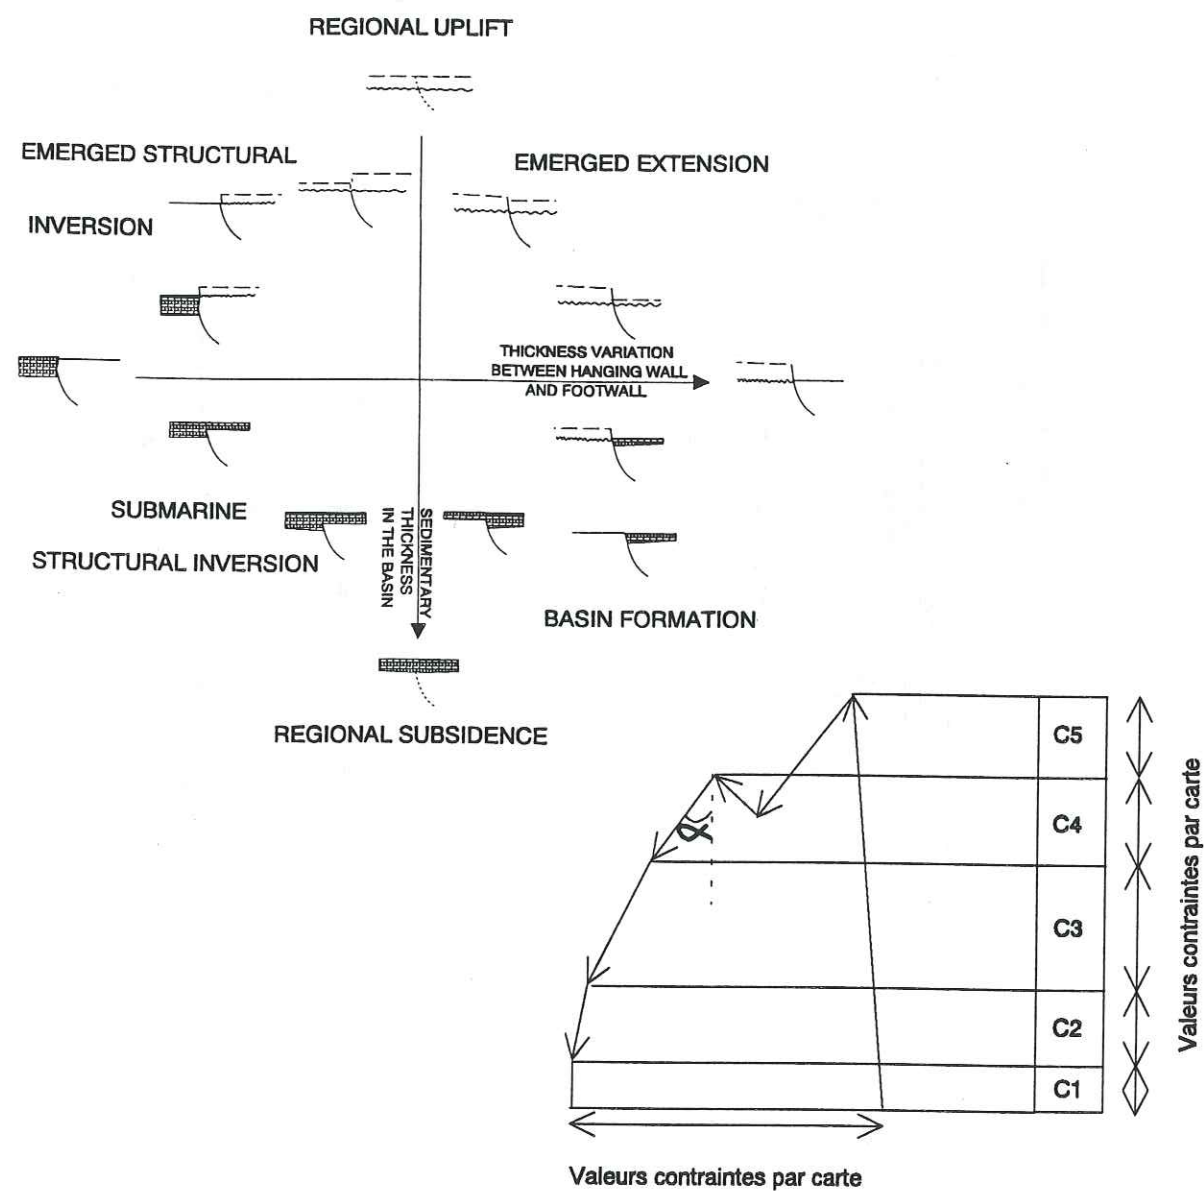 REGIONAL UPLIFT
EMERGED STRUCTURAL
INVERSION
EMERGED EXTENSION
THICKNESS VARIATION
BETWEEN HANGING WALL
AND FOOTWALL
SUBMARINE
STRUCTURAL INVERSION
SEDIMENTARY
THICKNESS
IN THE BASIN
BASIN FORMATION
REGIONAL SUBSIDENCE
C5
C4
α
C3
C2
C1
Valeurs contraintes par carte
Valeurs contraintes par carte